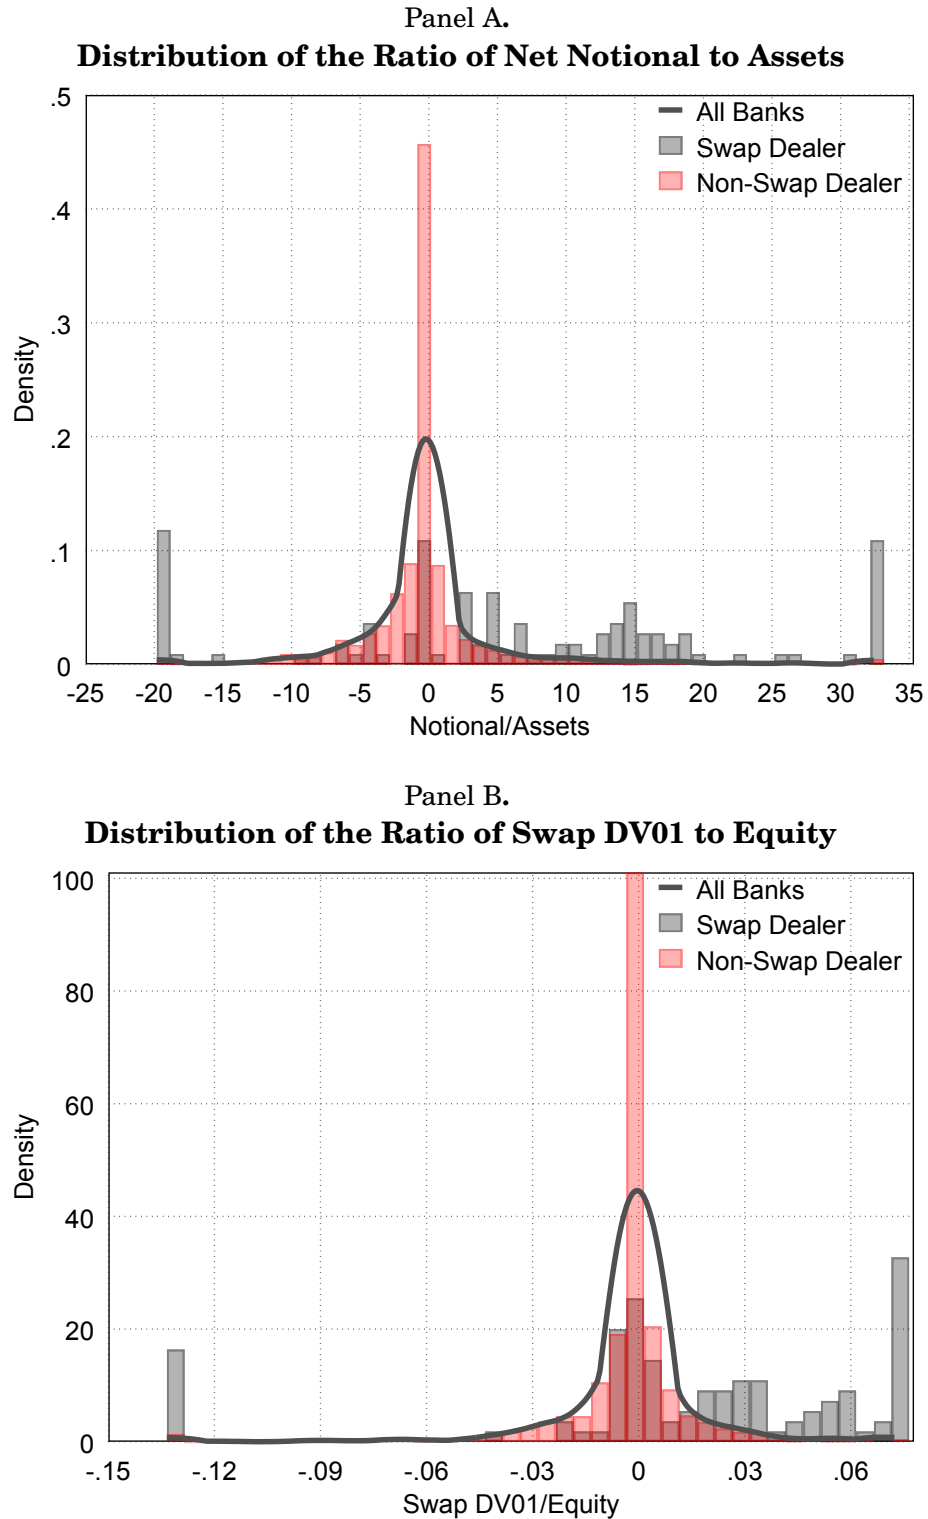 Panel A.
Distribution of the Ratio of Net Notional to Assets
.5
.4
.3
.2
.1
0
Density
All Banks
Swap Dealer
Non-Swap Dealer
-25 -20 -15 -10 -5 0 5 10 15 20 25 30 35
Notional/Assets
Panel B.
Distribution of the Ratio of Swap DV01 to Equity
100
80
60
40
20
0
Density
All Banks
Swap Dealer
Non-Swap Dealer
-.15 -.12 -.09 -.06 -.03 0 .03 .06
Swap DV01/Equity